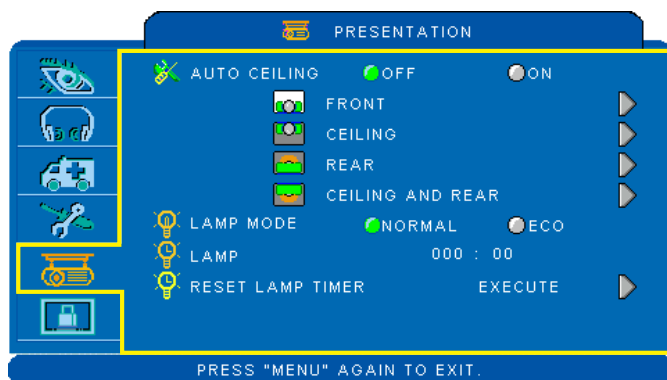 PRESENTATION
AUTO CEILING OFF ON
FRONT
CEILING
REAR
CEILING AND REAR
LAMP MODE NORMAL ECO
LAMP 000 : 00
RESET LAMP TIMER EXECUTE
PRESS "MENU" AGAIN TO EXIT.